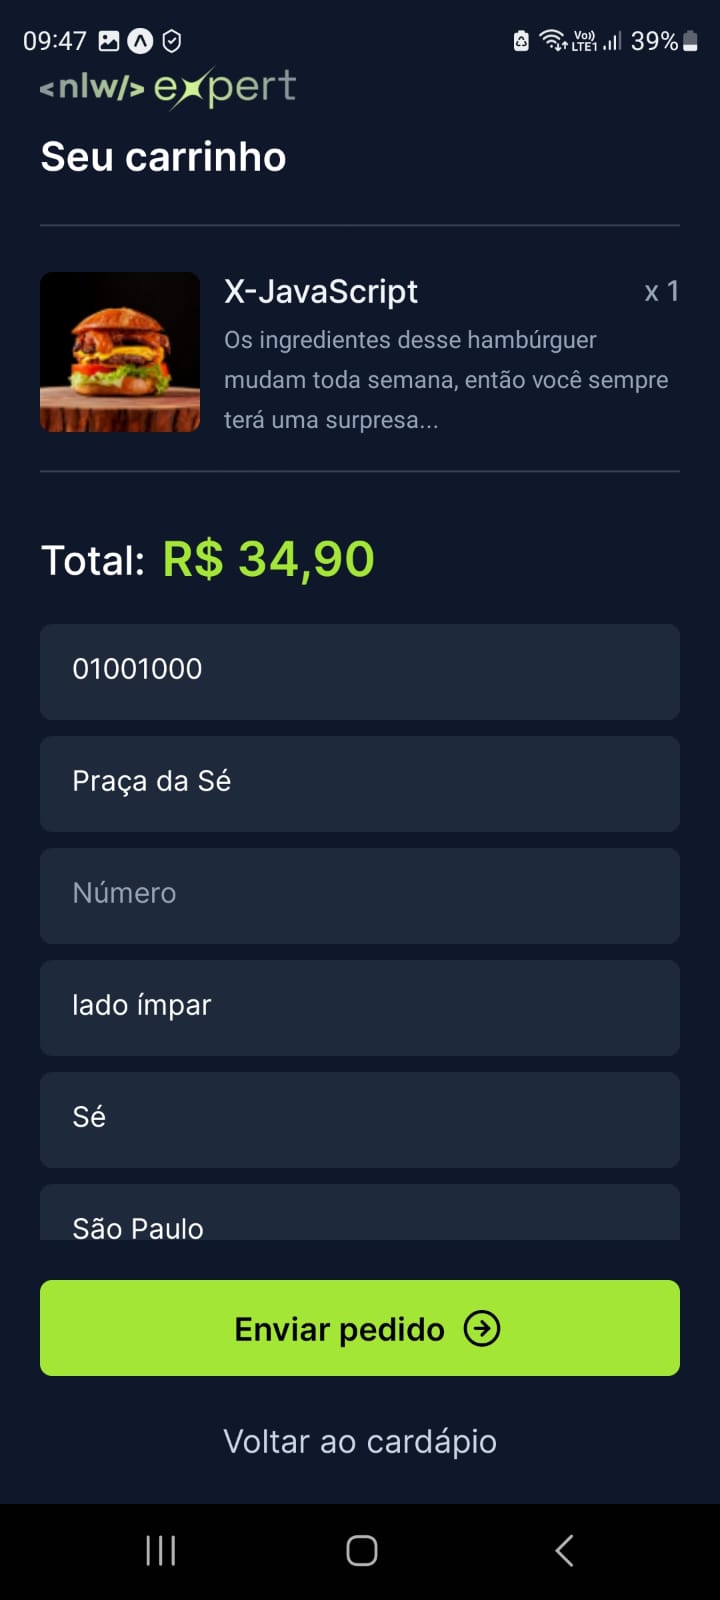 09:47
Vo))
LTE1
39%
<nlw/> expert
Seu carrinho
X-JavaScript
x 1
Os ingredientes desse hambúrguer
mudam toda semana, então você sempre
terá uma surpresa...
Total: R$ 34,90
01001000
Praça da Sé
Número
lado ímpar
Sé
São Paulo
Enviar pedido
Voltar ao cardápio